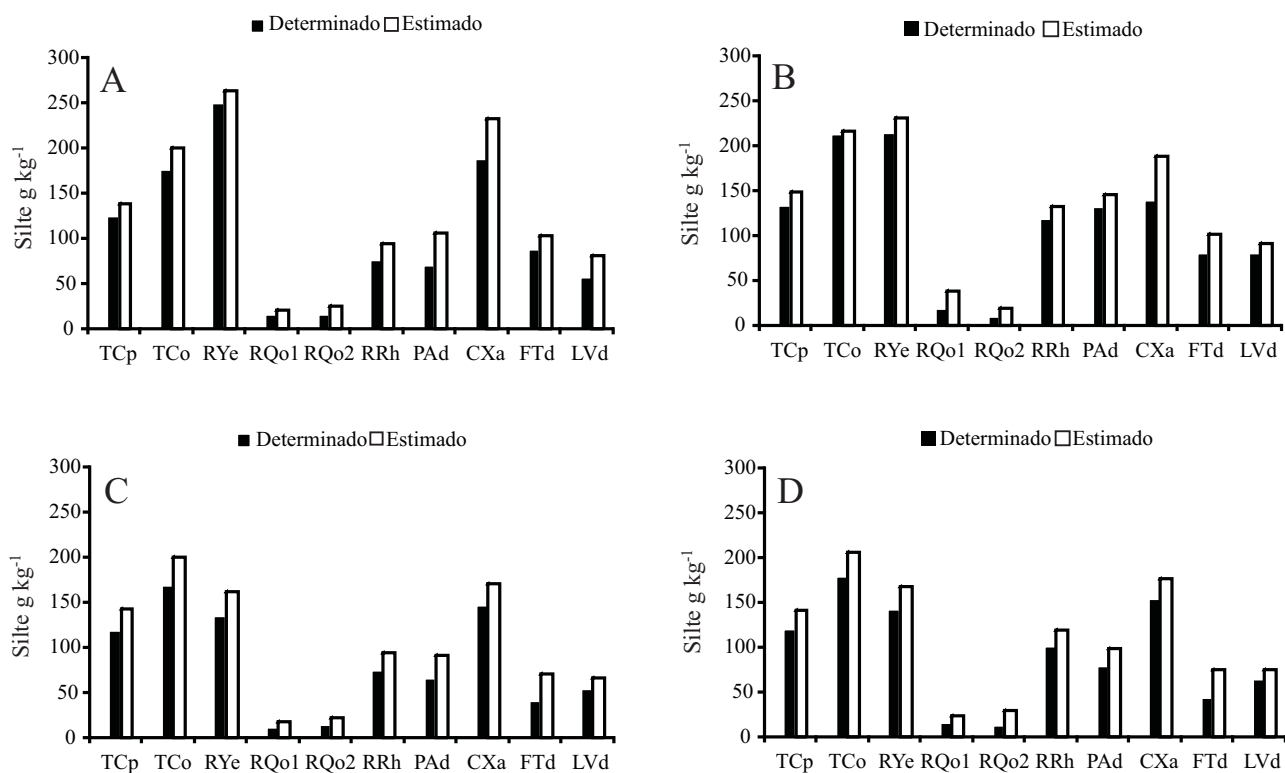 Determinado Estimado
A
Silte g kg-1
300
250
200
150
100
50
0
TCp TCo RYe RQo1 RQo2 RRh PAd CXa FTd LVd
Determinado Estimado
B
Silte g kg-1
300
250
200
150
100
50
0
TCp TCo RYe RQo1 RQo2 RRh PAd CXa FTd LVd
Determinado Estimado
C
Silte g kg-1
300
250
200
150
100
50
0
TCp TCo RYe RQo1 RQo2 RRh PAd CXa FTd LVd
Determinado Estimado
D
Silte g kg-1
300
250
200
150
100
50
0
TCp TCo RYe RQo1 RQo2 RRh PAd CXa FTd LVd